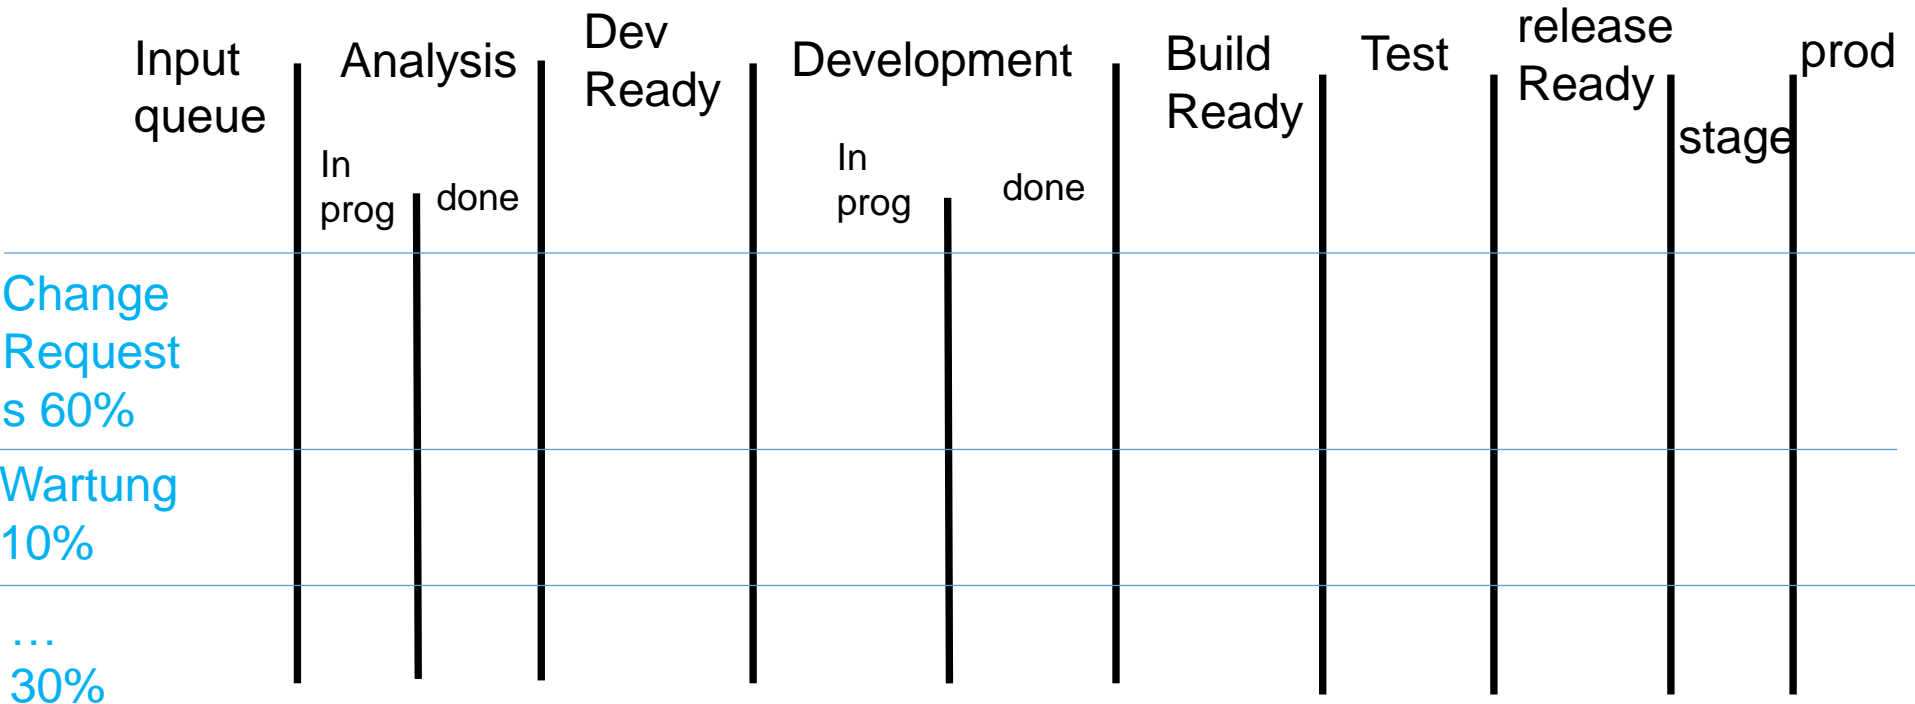 Input
queue
Analysis
Dev
Ready
Development
Build
Ready
Test
release
Ready
stage
prod
In
prog
done
In
prog
done
Change
Request
s 60%
Wartung
10%
…
30%